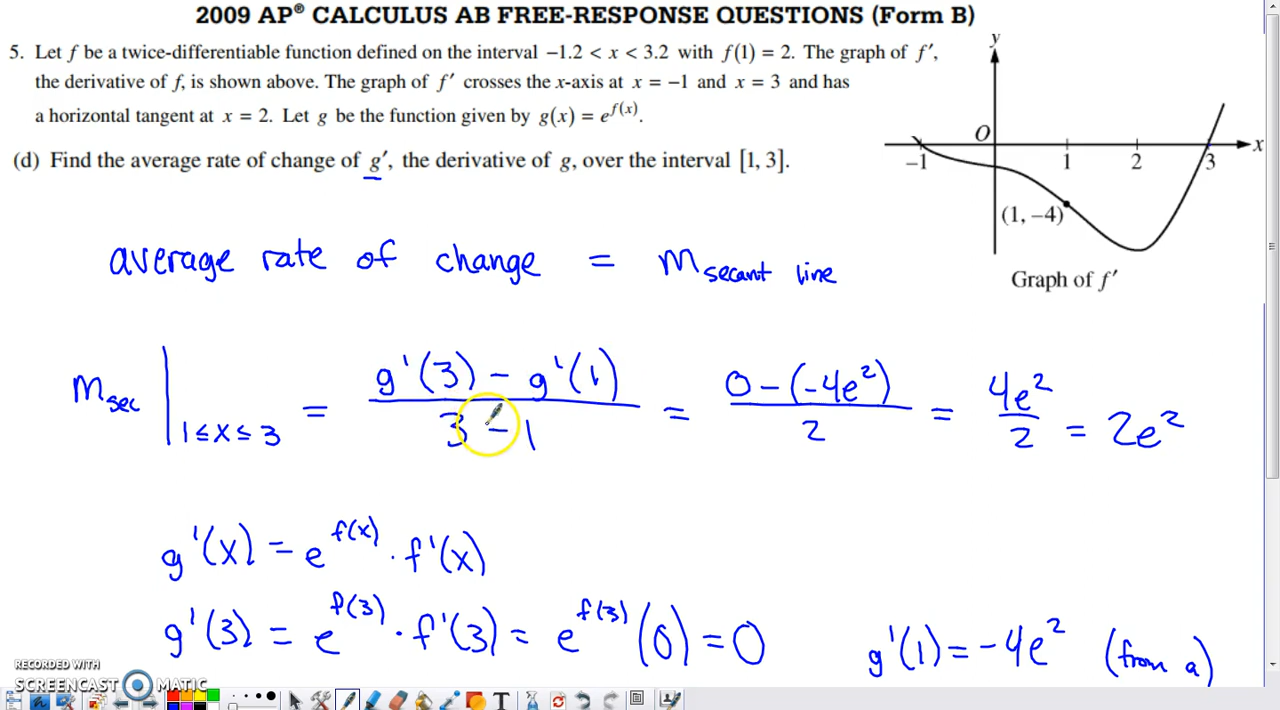 2009 AP® CALCULUS AB FREE-RESPONSE QUESTIONS (Form B)
5. Let f be a twice-differentiable function defined on the interval −1.2 < x < 3.2 with f(1) = 2. The graph of f′,
the derivative of f, is shown above. The graph of f′ crosses the x-axis at x = −1 and x = 3 and has
a horizontal tangent at x = 2. Let g be the function given by g(x) = e^{f(x)}.
(d) Find the average rate of change of g′, the derivative of g, over the interval [1, 3].
y
O
x
−1
1
2
3
(1, −4)
Graph of f′
average rate of change = m_{secant line}
m_{sec} |_{1≤x≤3} = (g'(3) − g'(1))/(3 − 1) = (0 − (−4e²))/2 = 4e²/2 = 2e²
g'(x) = e^{f(x)} · f'(x)
g'(3) = e^{f(3)} · f'(3) = e^{f(3)} (0) = 0
g'(1) = −4e² (from a)
RECORDED WITH
SCREENCAST MATIC
T